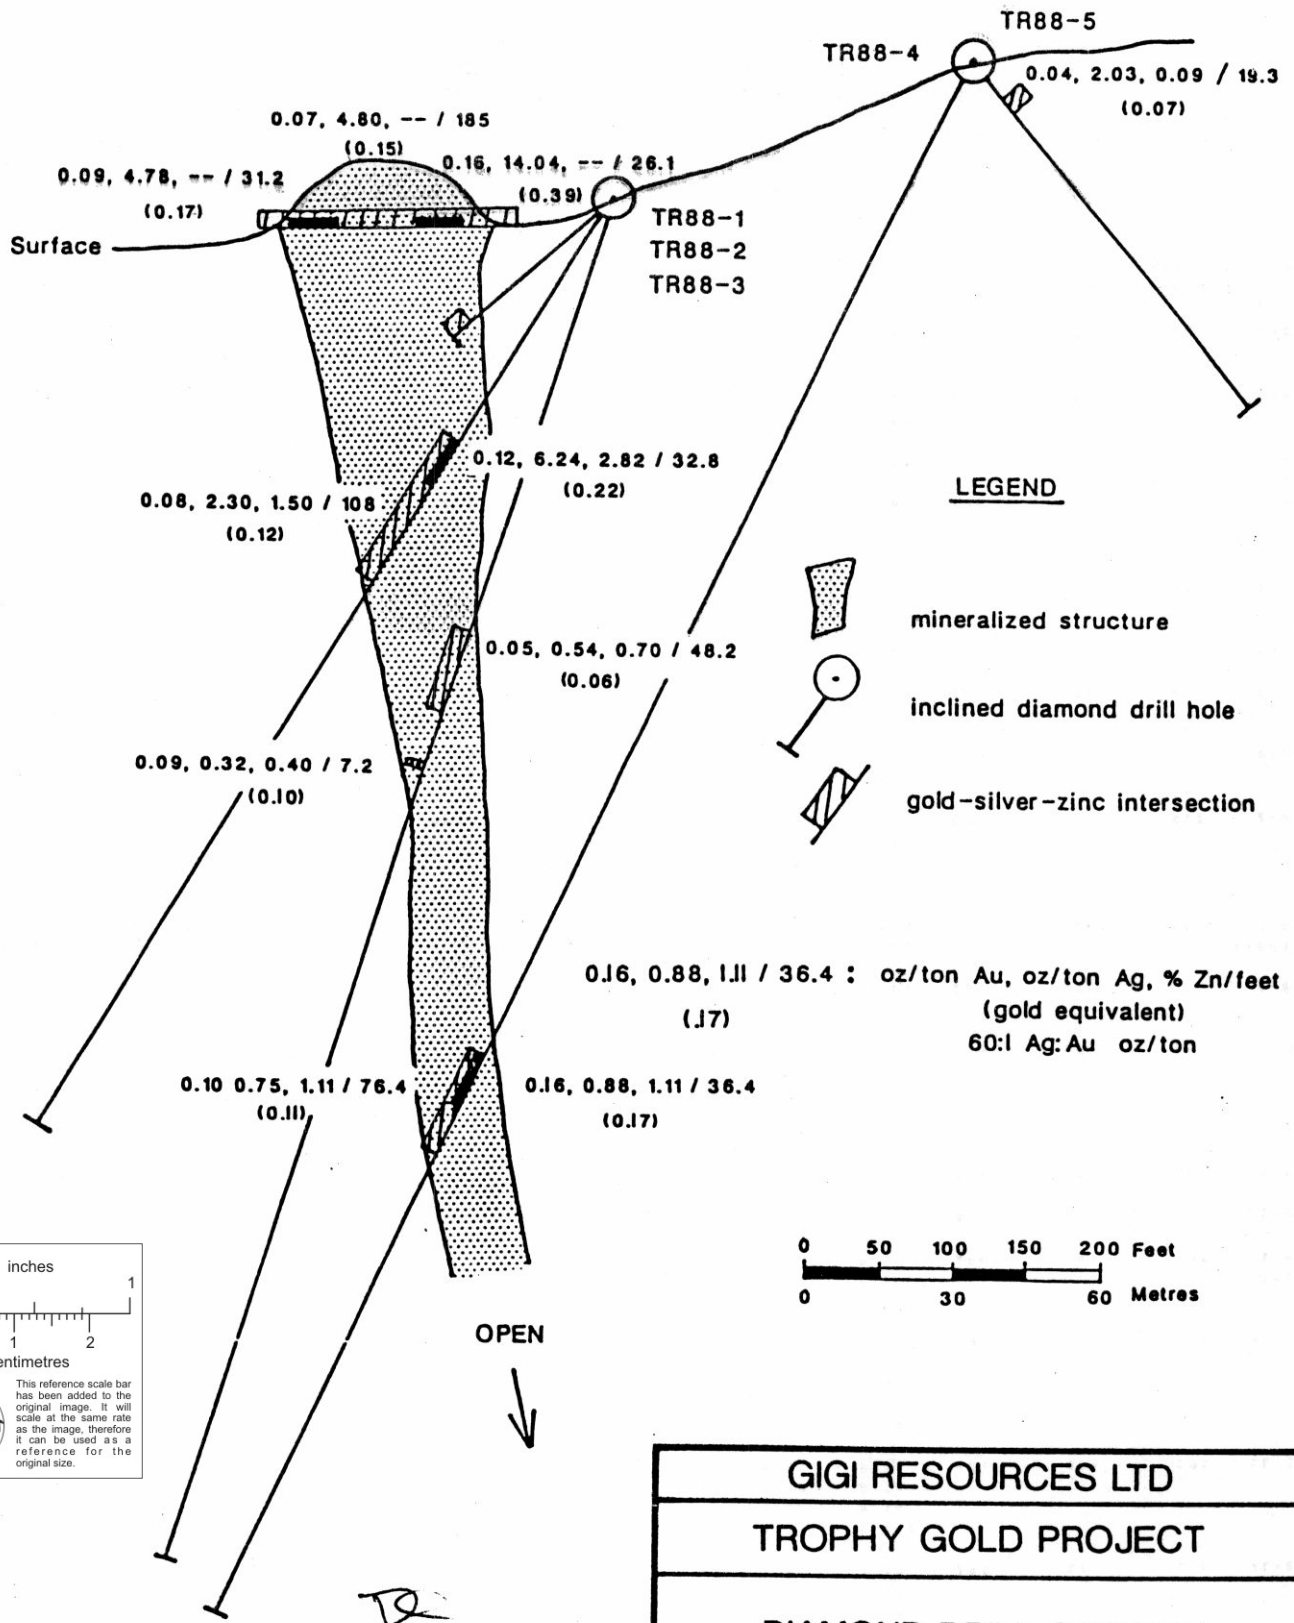 TR88-5
TR88-4
0.04, 2.03, 0.09 / 19.3
(0.07)
0.07, 4.80, -- / 185
(0.15)
0.16, 14.04, -- / 26.1
(0.39)
0.09, 4.78, -- / 31.2
(0.17)
TR88-1
TR88-2
TR88-3
Surface
0.12, 6.24, 2.82 / 32.8
(0.22)
0.08, 2.30, 1.50 / 108
(0.12)
LEGEND
mineralized structure
0.05, 0.54, 0.70 / 48.2
(0.06)
inclined diamond drill hole
0.09, 0.32, 0.40 / 7.2
(0.10)
gold-silver-zinc intersection
0.16, 0.88, 1.11 / 36.4 : oz/ton Au, oz/ton Ag, % Zn/feet
(.17) (gold equivalent)
60:1 Ag:Au oz/ton
0.10 0.75, 1.11 / 76.4
(0.11)
0.16, 0.88, 1.11 / 36.4
(0.17)
0 50 100 150 200 Feet
0 30 60 Metres
inches
1
1 2
entimetres
This reference scale bar
has been added to the
original image. It will
scale at the same rate
as the image, therefore
it can be used as a
reference for the
original size.
OPEN
GIGI RESOURCES LTD
TROPHY GOLD PROJECT